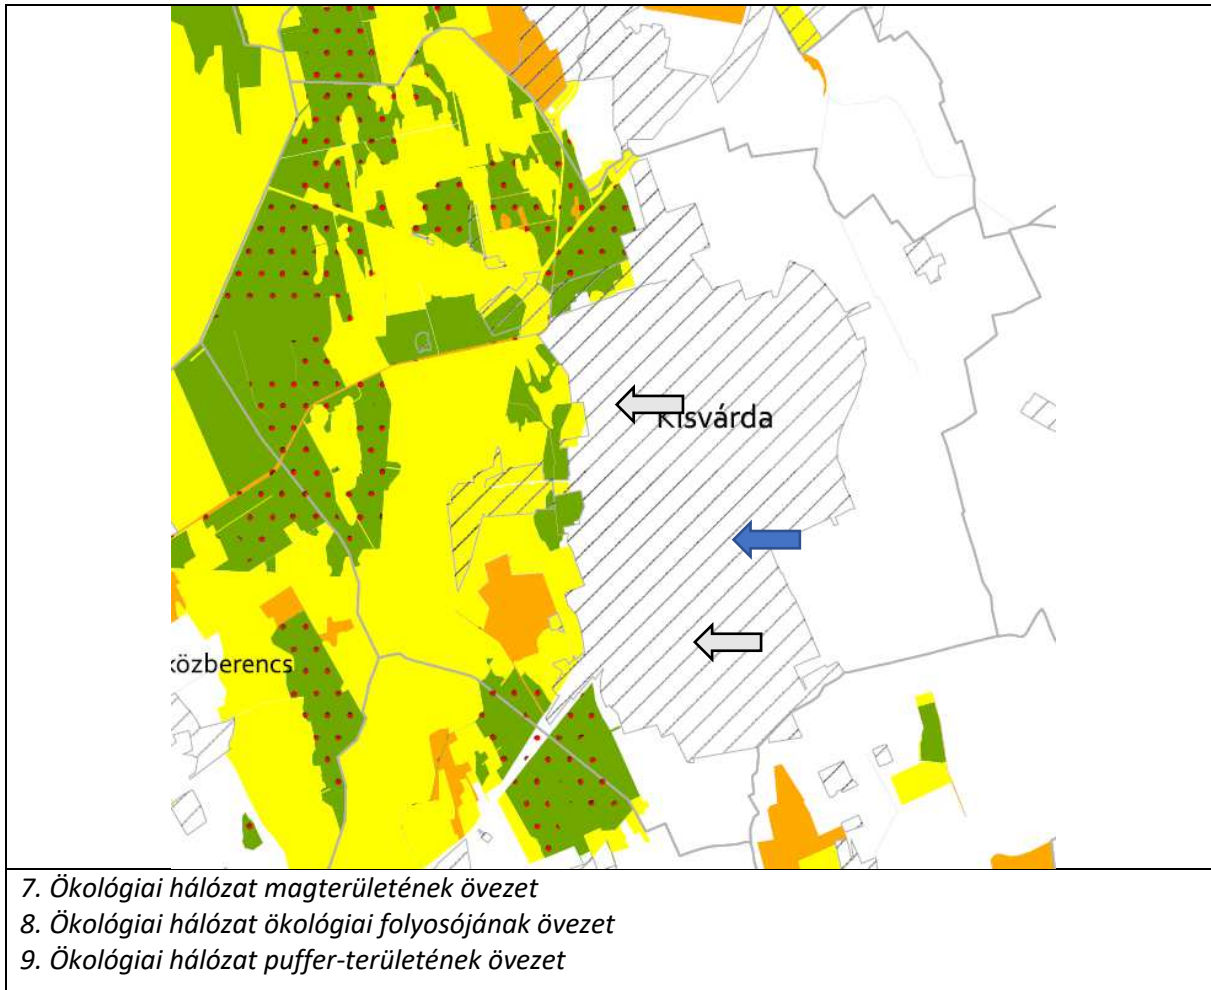 Kisvárda
közberencs
7. Ökológiai hálózat magterületének övezet
8. Ökológiai hálózat ökológiai folyosójának övezet
9. Ökológiai hálózat puffer-területének övezet